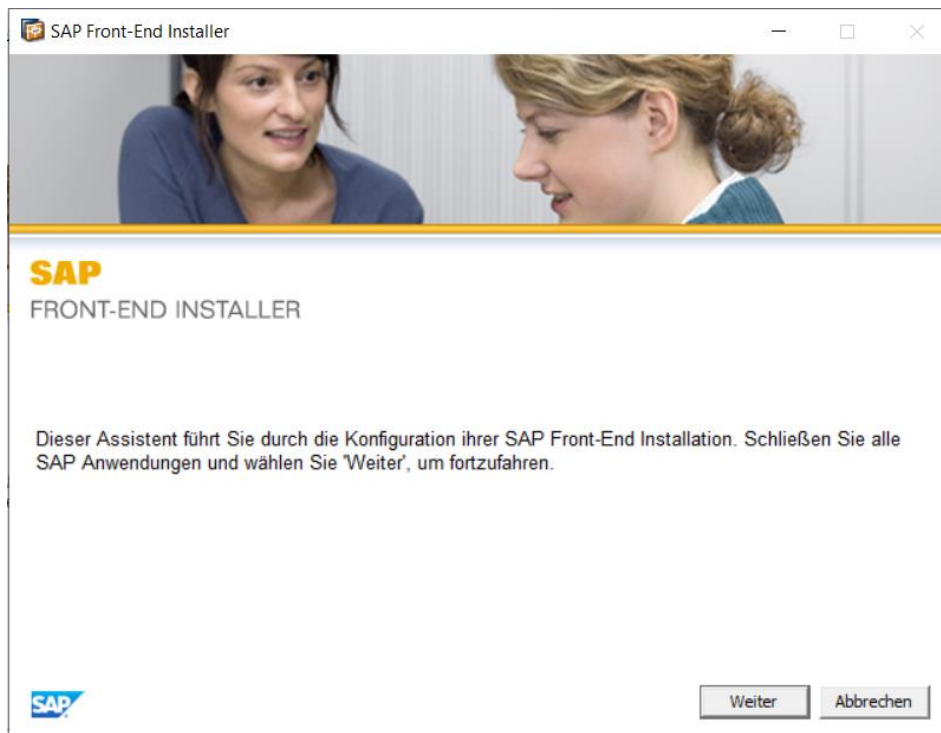 SAP Front-End Installer
SAP
FRONT-END INSTALLER
Dieser Assistent führt Sie durch die Konfiguration ihrer SAP Front-End Installation. Schließen Sie alle
SAP Anwendungen und wählen Sie 'Weiter', um fortzufahren.
SAP
Weiter
Abbrechen